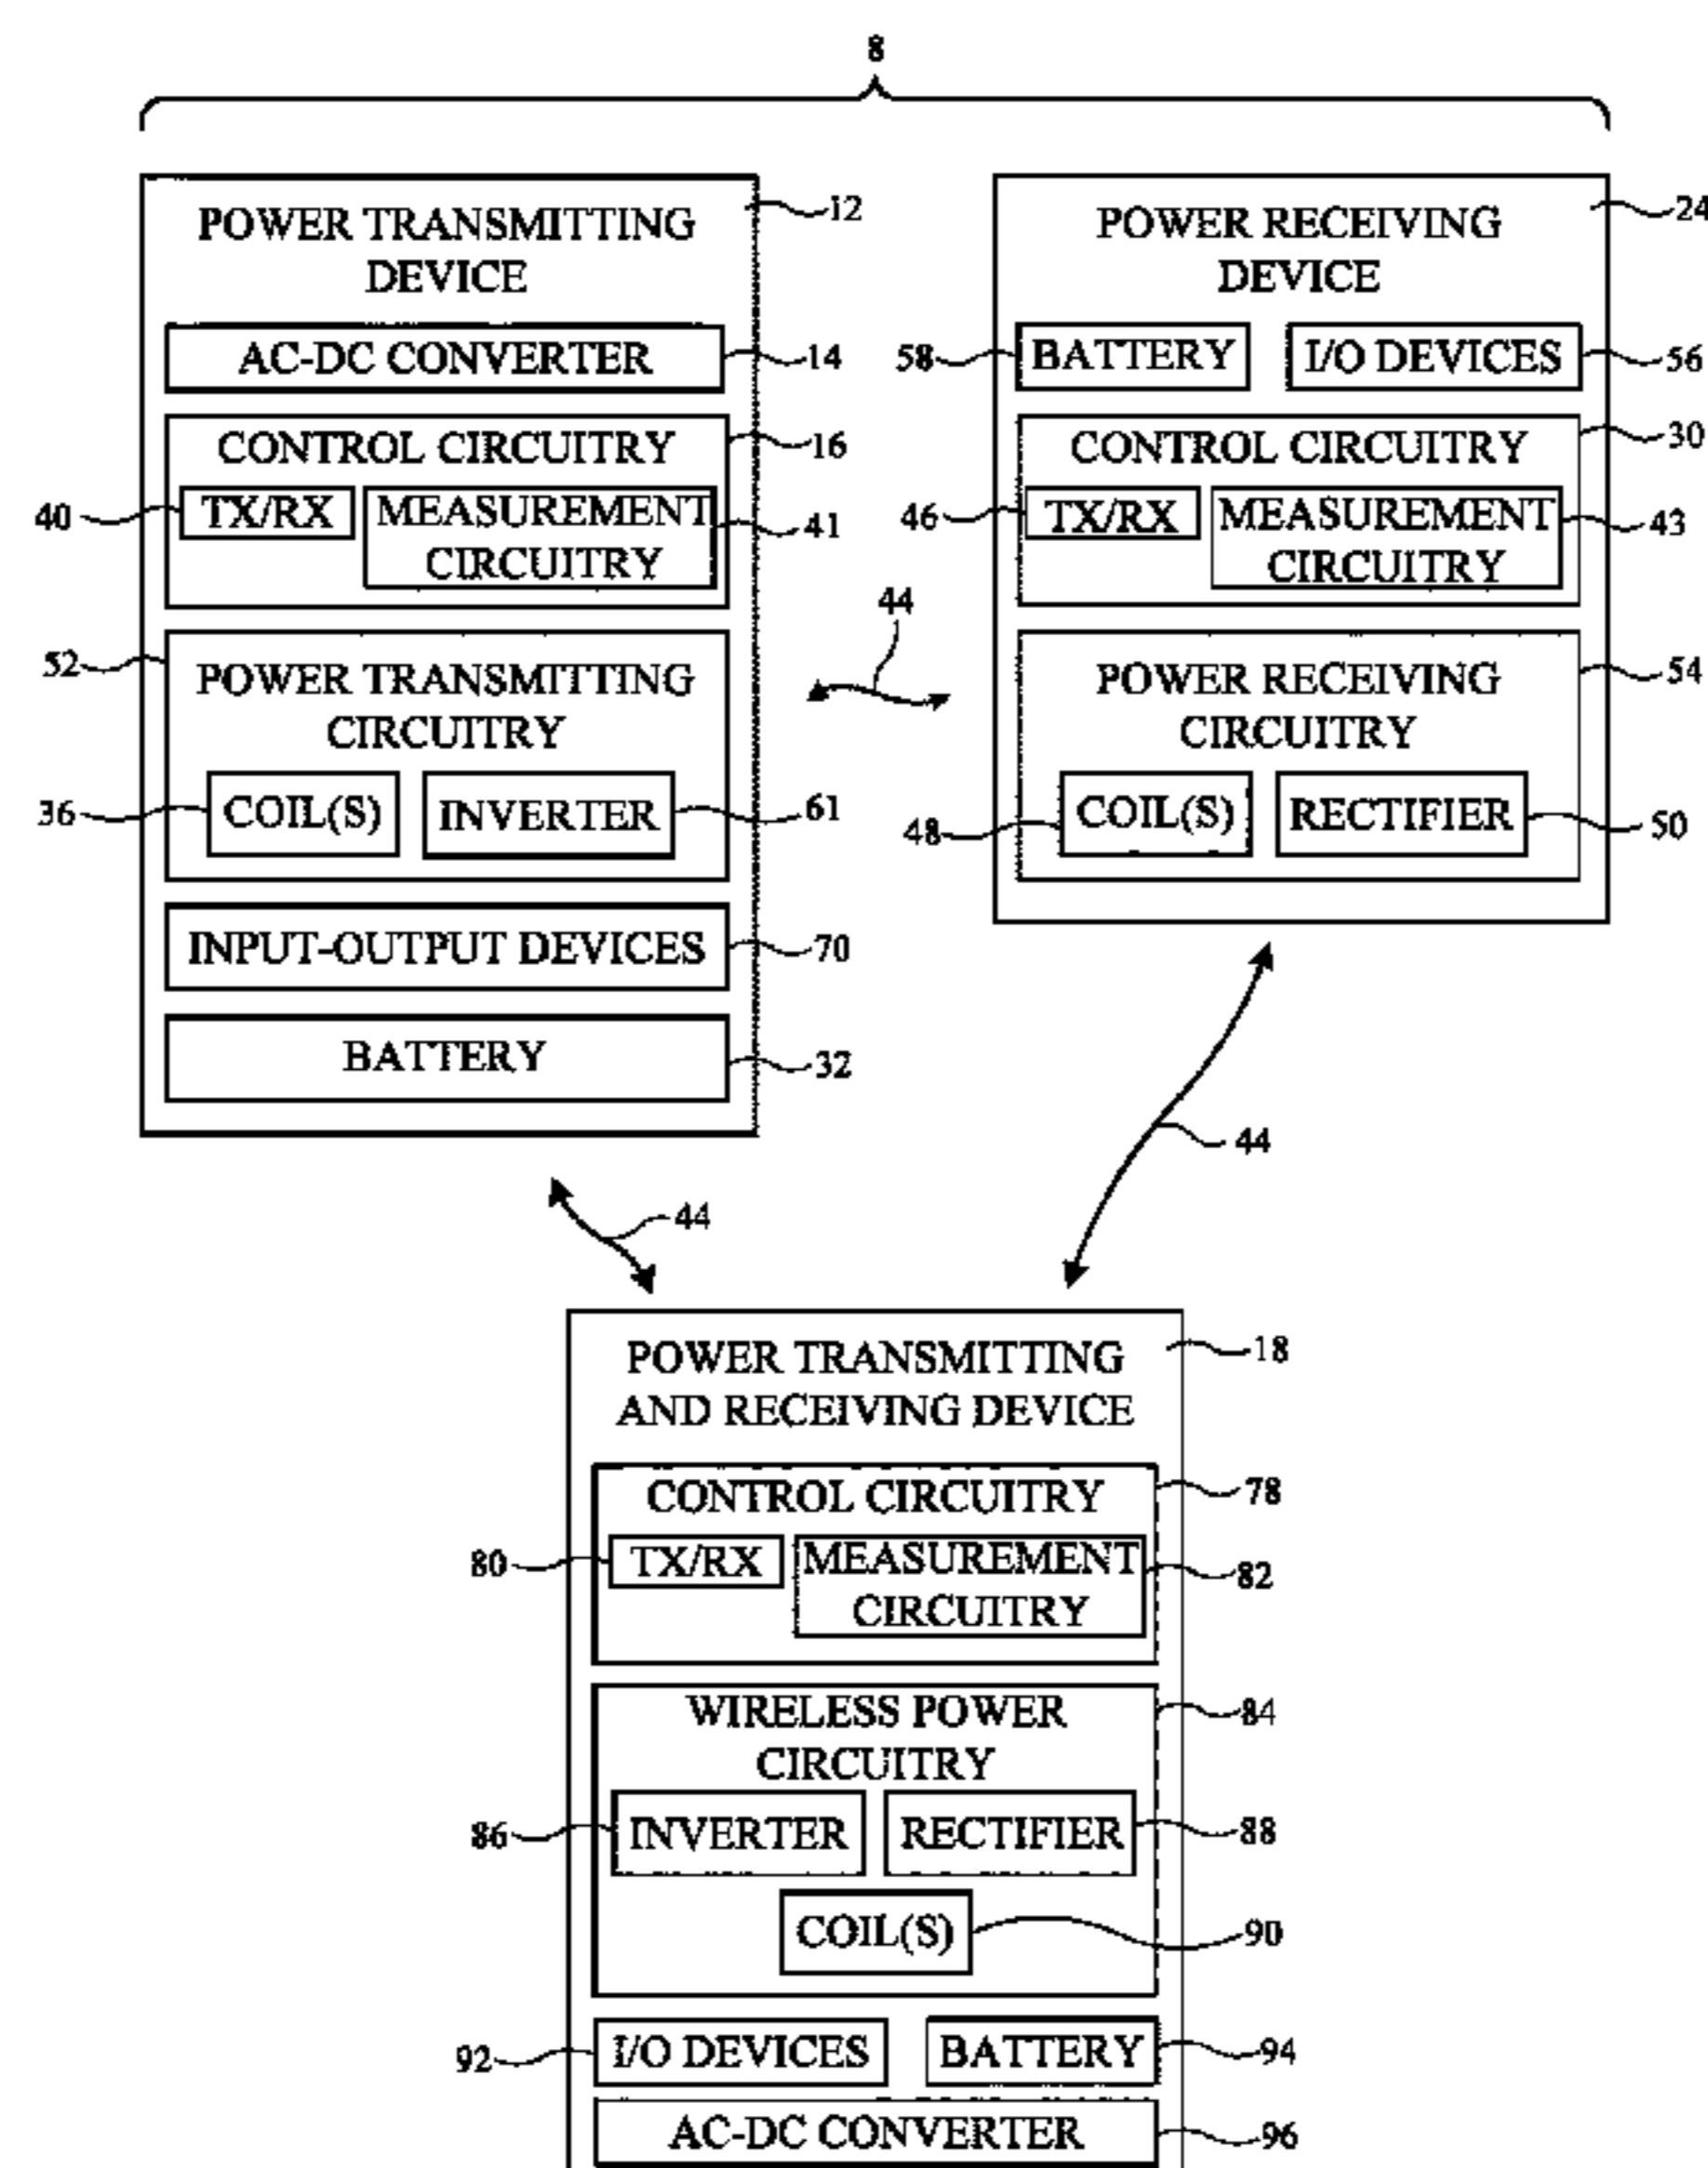 8
POWER TRANSMITTING
DEVICE
12
AC-DC CONVERTER
14
CONTROL CIRCUITRY
16
40
TX/RX
MEASUREMENT
CIRCUITRY
41
52
POWER TRANSMITTING
CIRCUITRY
36
COIL(S)
INVERTER
61
INPUT-OUTPUT DEVICES
70
BATTERY
32
44
POWER RECEIVING
DEVICE
24
58
BATTERY
I/O DEVICES
56
CONTROL CIRCUITRY
30
46
TX/RX
MEASUREMENT
CIRCUITRY
43
POWER RECEIVING
CIRCUITRY
54
48
COIL(S)
RECTIFIER
50
44
44
POWER TRANSMITTING
AND RECEIVING DEVICE
18
CONTROL CIRCUITRY
78
80
TX/RX
MEASUREMENT
CIRCUITRY
82
WIRELESS POWER
CIRCUITRY
84
86
INVERTER
RECTIFIER
88
COIL(S)
90
92
I/O DEVICES
BATTERY
94
AC-DC CONVERTER
96